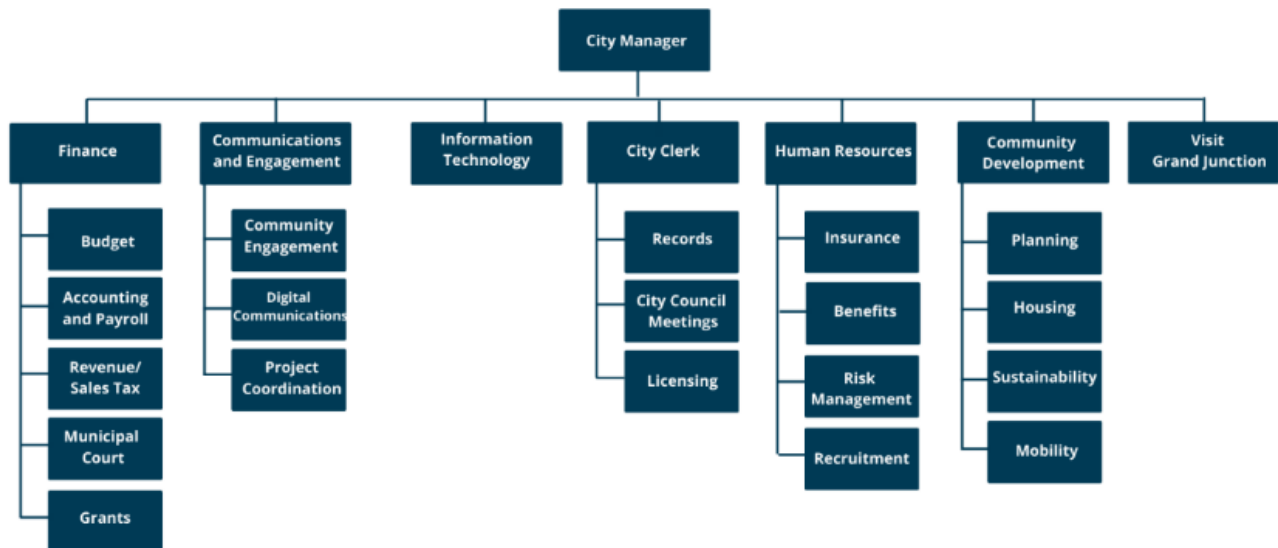 City Manager
Finance
Communications
and Engagement
Information
Technology
City Clerk
Human Resources
Community
Development
Visit
Grand Junction
Budget
Accounting
and Payroll
Revenue/
Sales Tax
Municipal
Court
Grants
Community
Engagement
Digital
Communications
Project
Coordination
Records
City Council
Meetings
Licensing
Insurance
Benefits
Risk
Management
Recruitment
Planning
Housing
Sustainability
Mobility